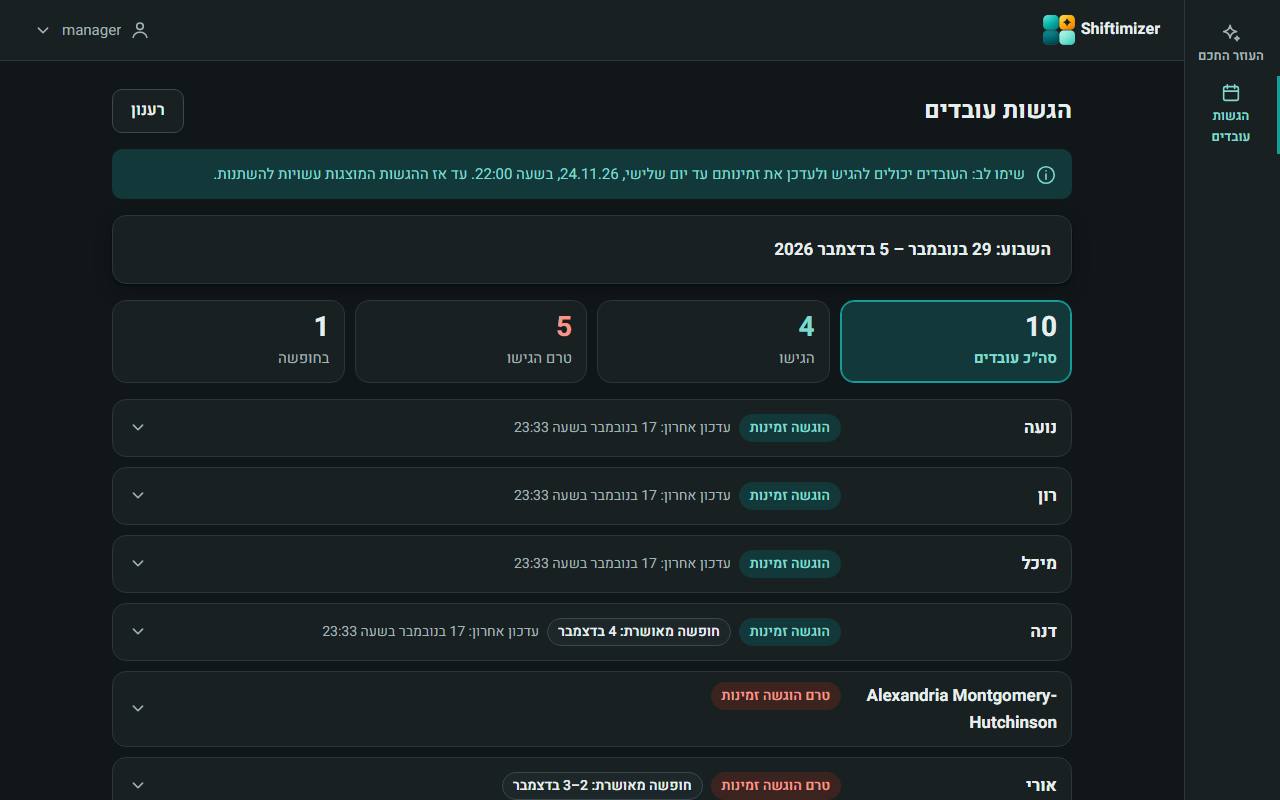 Shiftimizer
manager
העוזר החכם
הגשות
עובדים
הגשות עובדים
רענון
שימו לב: העובדים יכולים להגיש ולעדכן את זמינותם עד יום שלישי, 24.11.26, בשעה 22:00. עד אז ההגשות המוצגות עשויות להשתנות.
השבוע: 29 בנובמבר – 5 בדצמבר 2026
10
סה״כ עובדים
4
הגישו
5
טרם הגישו
1
בחופשה
נועה הוגשה זמינות עדכון אחרון: 17 בנובמבר בשעה 23:33
רון הוגשה זמינות עדכון אחרון: 17 בנובמבר בשעה 23:33
מיכל הוגשה זמינות עדכון אחרון: 17 בנובמבר בשעה 23:33
דנה הוגשה זמינות חופשה מאושרת: 4 בדצמבר עדכון אחרון: 17 בנובמבר בשעה 23:33
Alexandria Montgomery-
Hutchinson
טרם הוגשה זמינות
אורי טרם הוגשה זמינות חופשה מאושרת: 2–3 בדצמבר